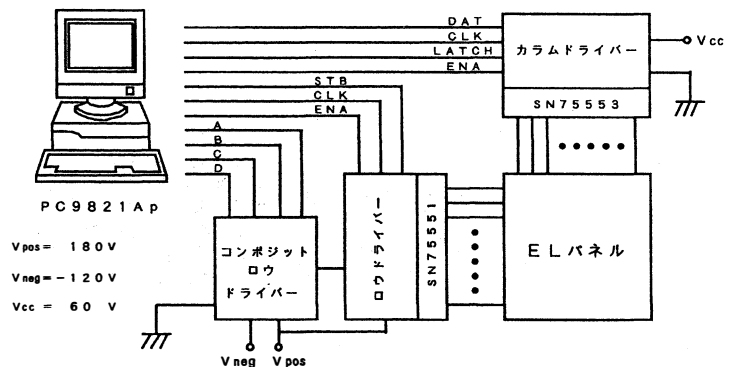 DAT
CLK
LATCH
ENA
カラムドライバー
Vcc
SN75553
STB
CLK
ENA
A
B
C
D
PC9821Ap
Vpos= 180V
Vneg=-120V
Vcc = 60 V
コンポジット
ロウ
ドライバー
ロウドライバー
SN75551
ELパネル
Vneg
Vpos